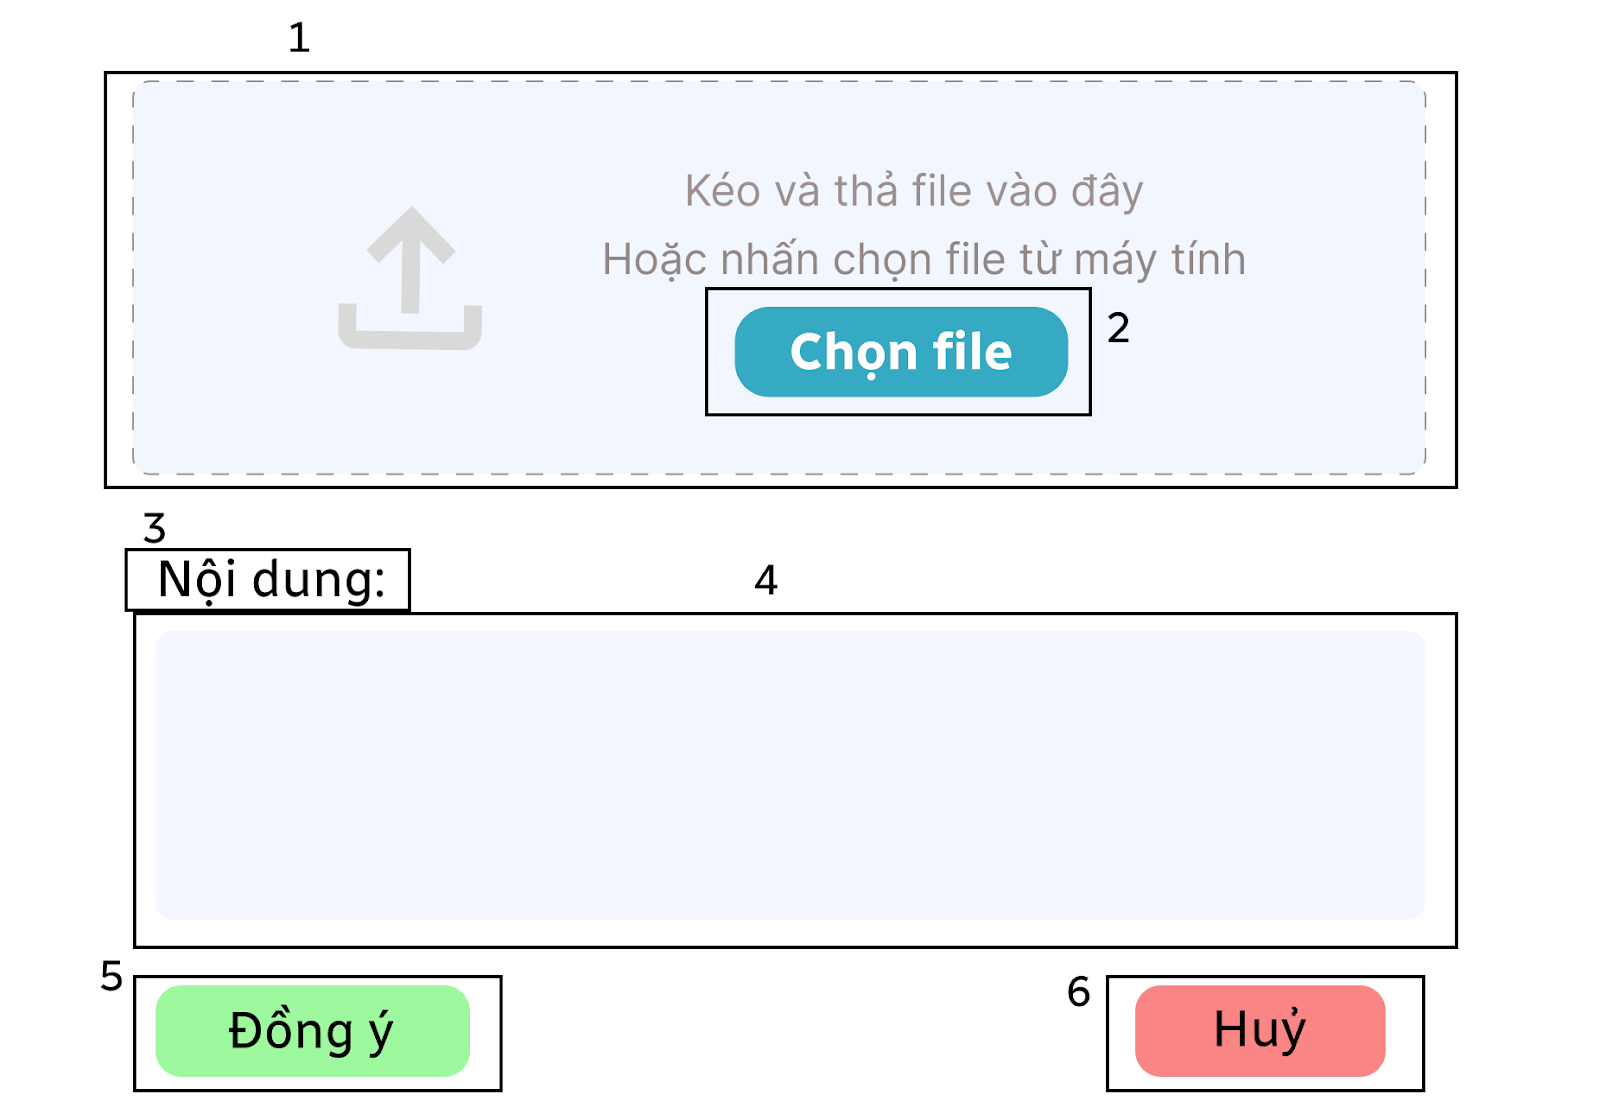 1
Kéo và thả file vào đây
Hoặc nhấn chọn file từ máy tính
Chọn file
2
3
Nội dung:
4
5
Đồng ý
6
Huỷ